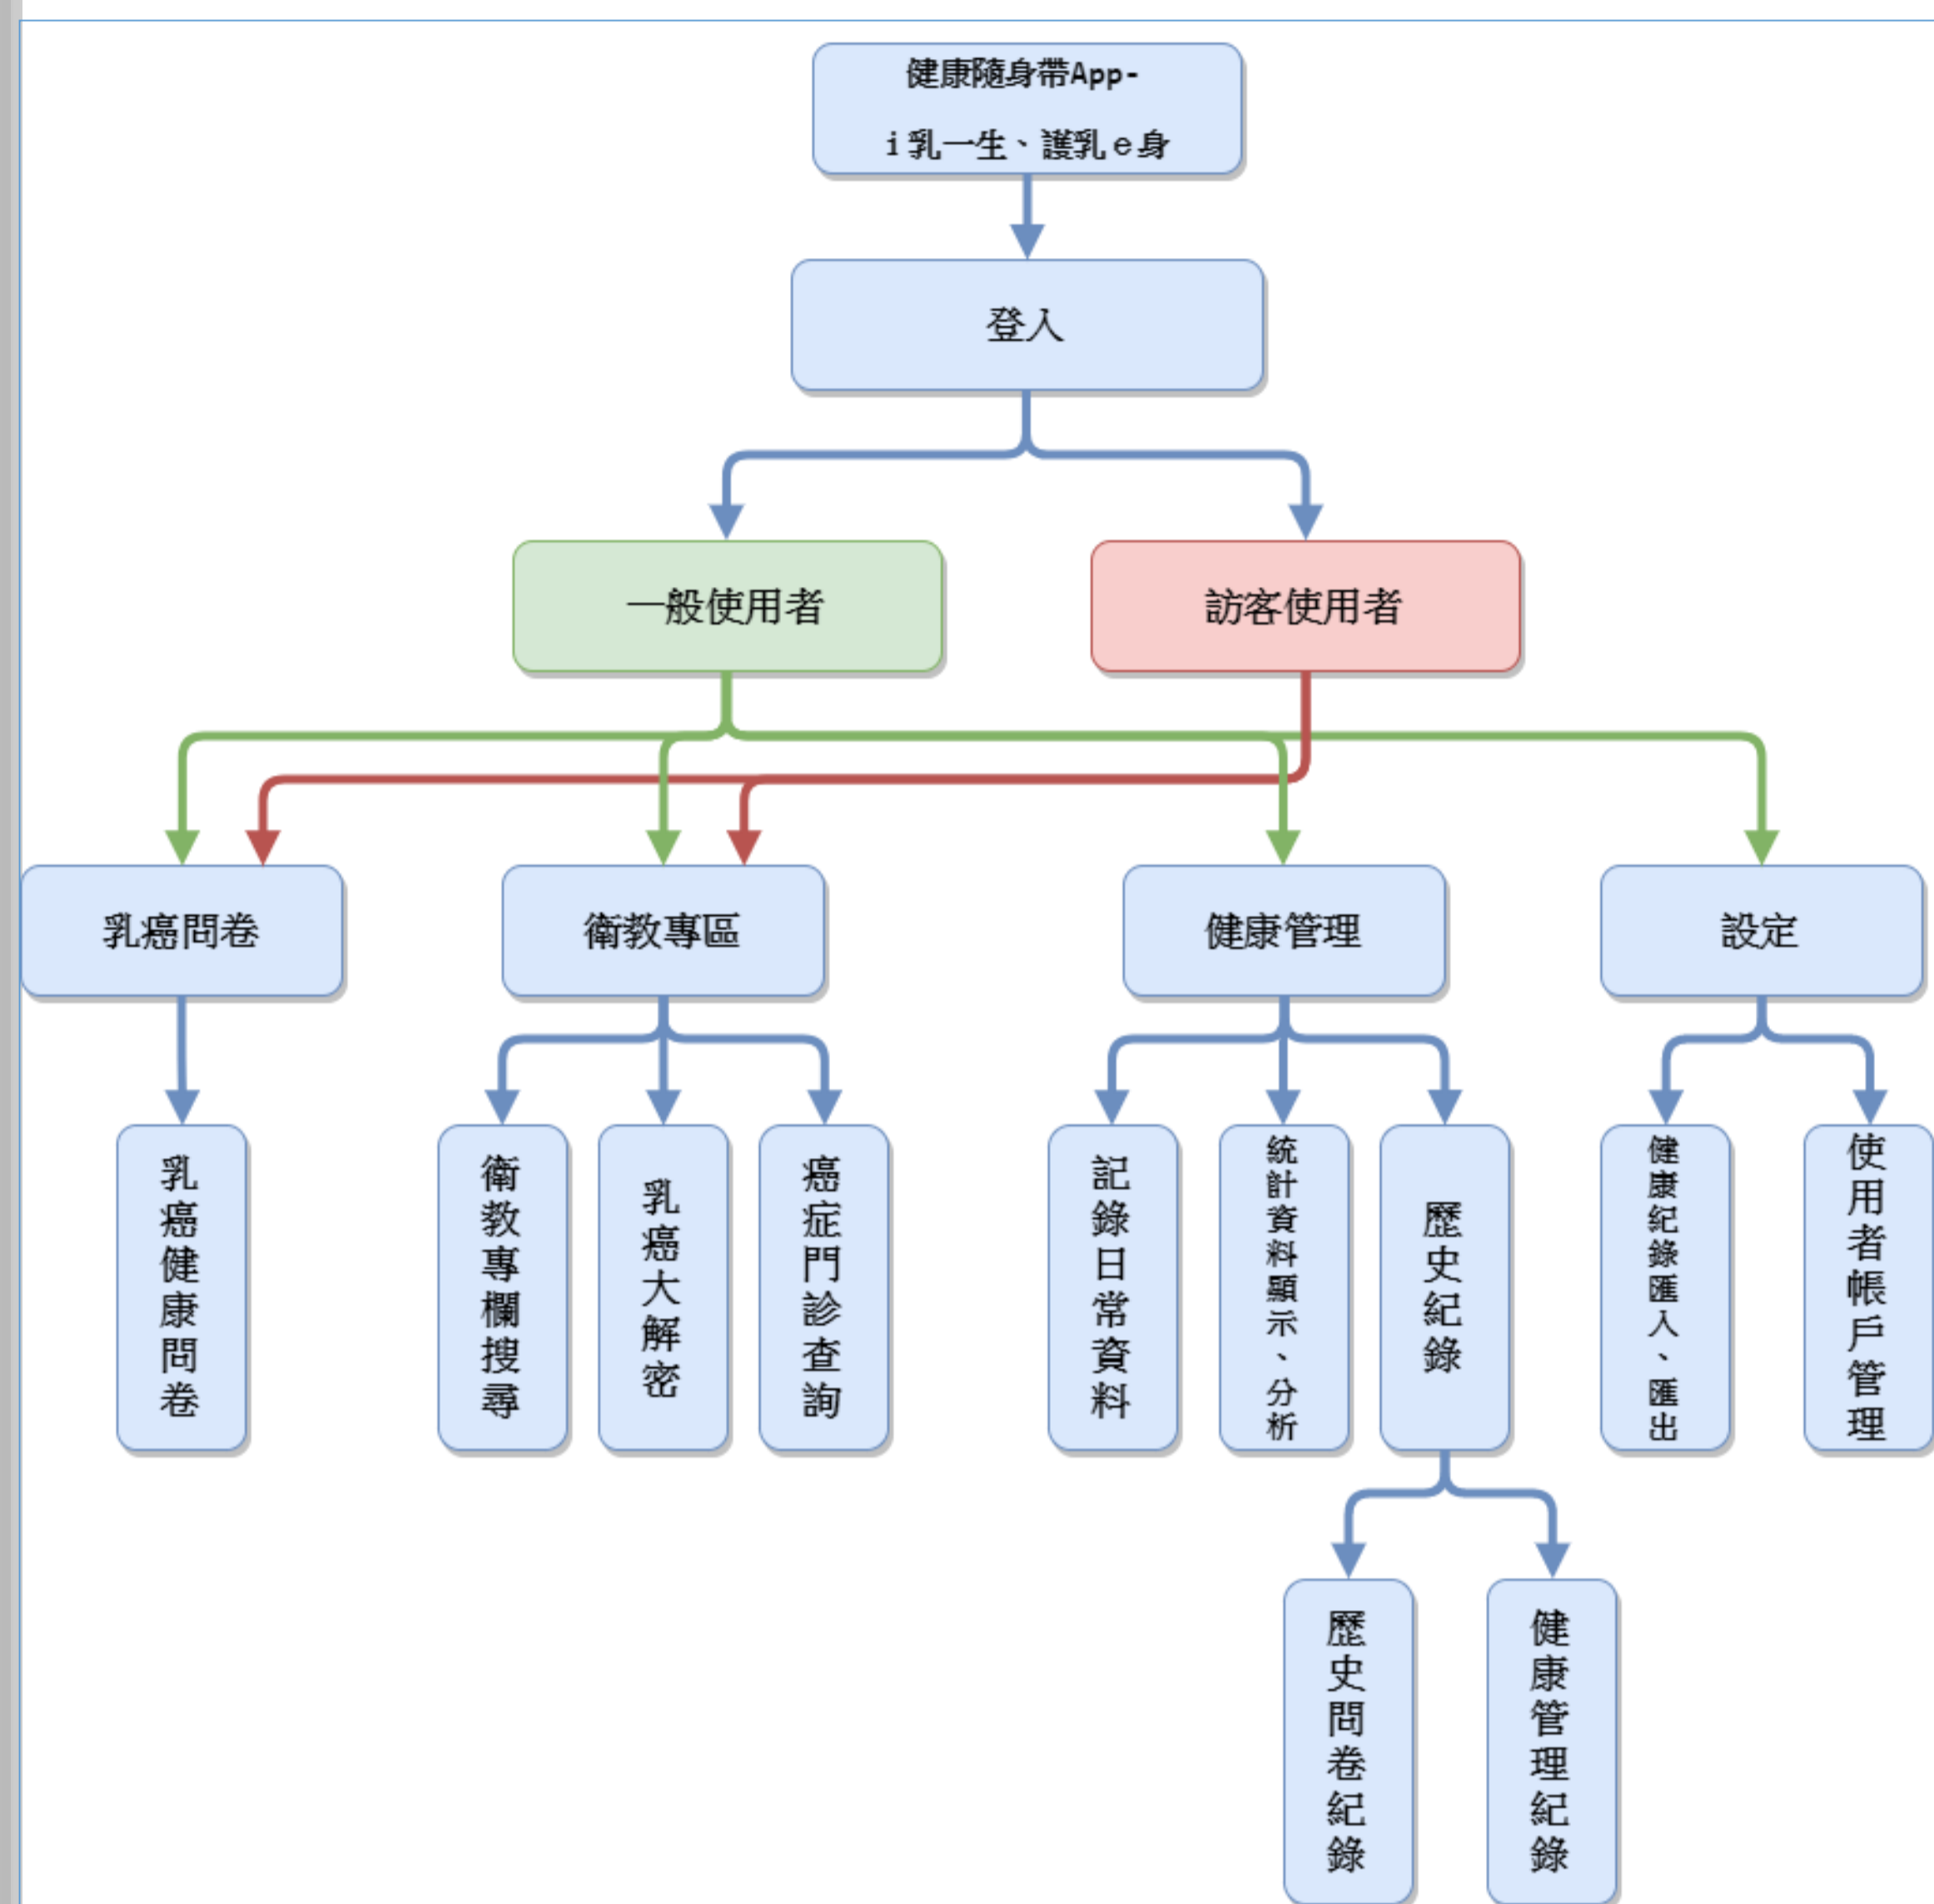 健康隨身帶App-
i乳一生、護乳e身
登入
一般使用者
訪客使用者
乳癌問卷
衛教專區
健康管理
設定
乳癌健康問卷
衛教專欄搜尋
乳癌大解密
癌症門診查詢
記錄日常資料
統計資料顯示、分析
歷史紀錄
健康紀錄匯入、匯出
使用者帳戶管理
歷史問卷紀錄
健康管理紀錄